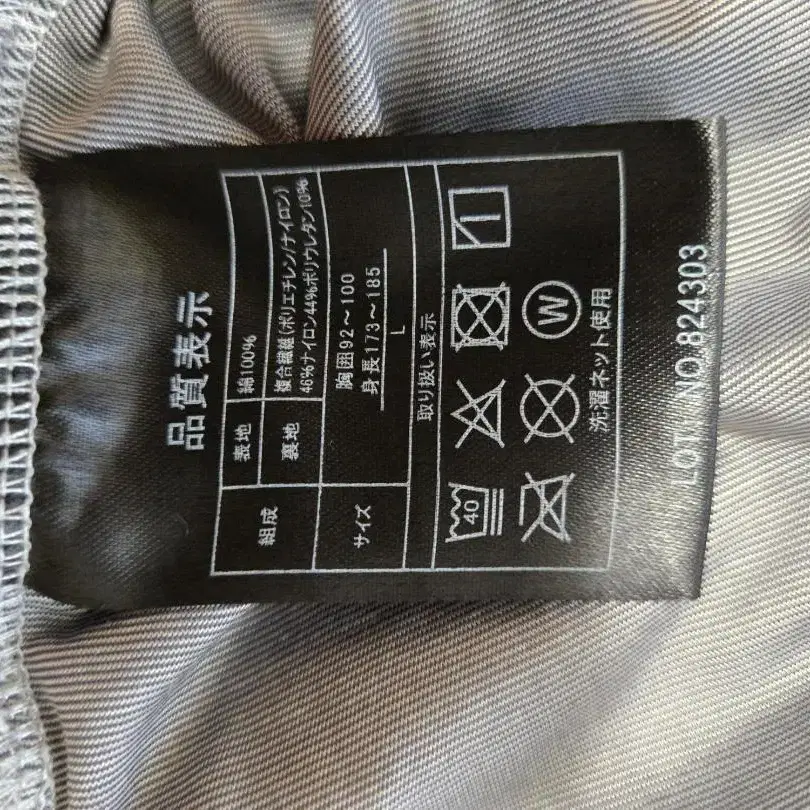 品質表示
組成
表地
綿100%
裏地
複合繊維(ポリエチレン/ナイロン)
46%ナイロン44%ポリウレタン10%
サイズ
胸囲92～100
身長173～185
L
取り扱い表示
40
W
洗濯ネット使用
NO.824303